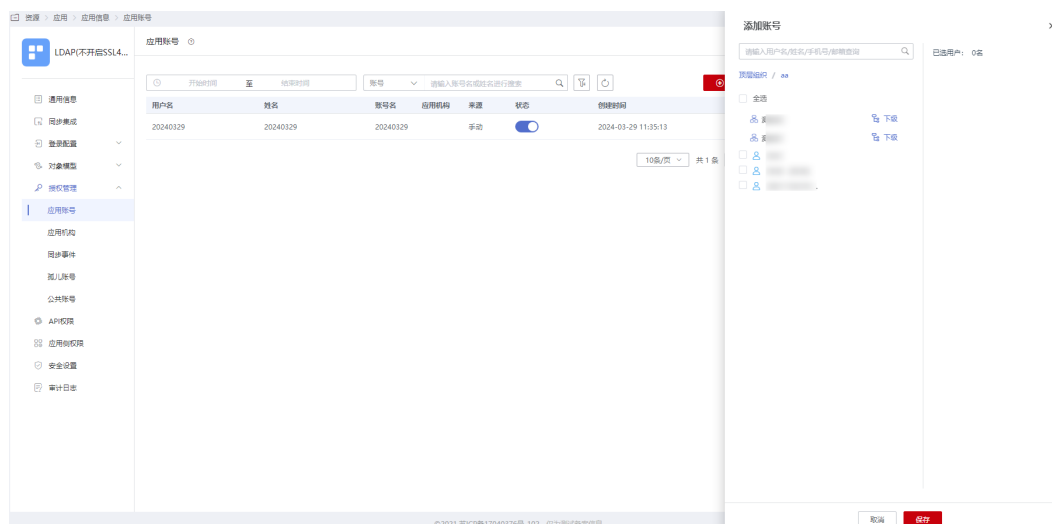 资源 > 应用 > 应用信息 > 应用账号
LDAP(不开启SSL4...
通用信息
同步集成
登录配置
对象模型
授权管理
应用账号
应用机构
同步事件
孤儿账号
公共账号
API权限
应用侧权限
安全设置
审计日志
应用账号
开始时间 至 结束时间 账号 请输入账号名或姓名进行搜索
用户名 姓名 账号名 应用机构 来源 状态 创建时间
20240329 20240329 20240329 手动 2024-03-29 11:35:13
10条/页 共 1 条
添加账号
请输入用户名/姓名/手机号/邮箱查询
已选用户： 0名
顶层组织 / aa
全选
下级
下级
取消 保存